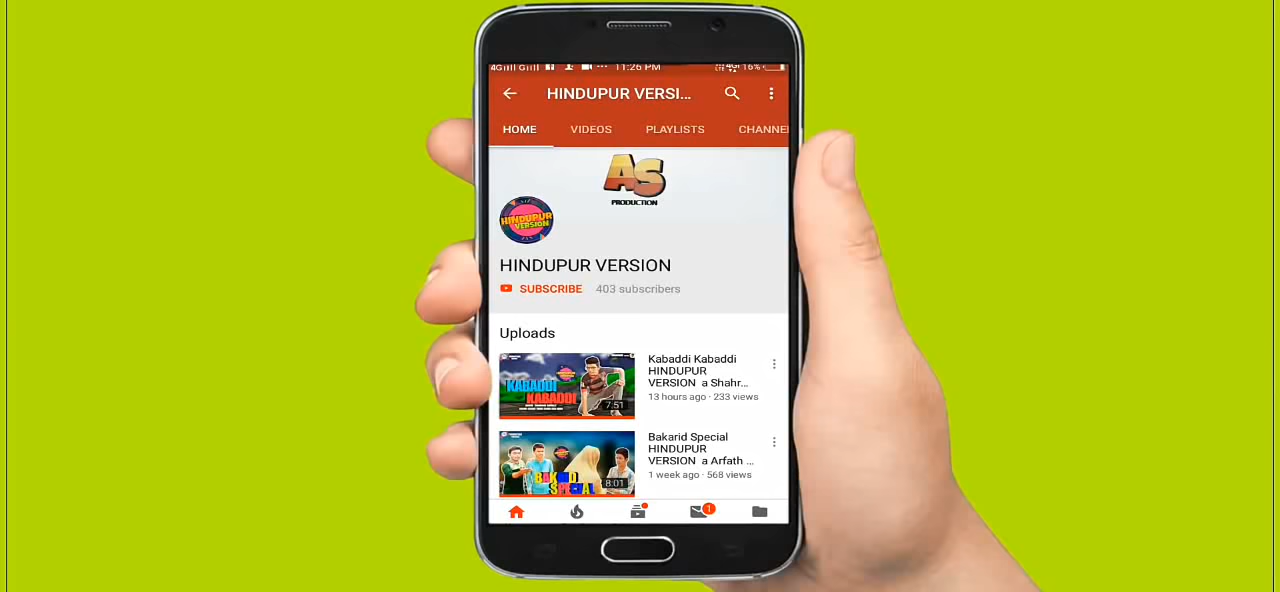 11:26 PM 4G 16%
HINDUPUR VERSI...
HOME VIDEOS PLAYLISTS CHANNE
AS
PRODUCTION
HINDUPUR
VERSION
HINDUPUR VERSION
SUBSCRIBE 403 subscribers
Uploads
KABADDI
KABADDI
7:51
Kabaddi Kabaddi
HINDUPUR
VERSION a Shahr...
13 hours ago · 233 views
8:01
Bakarid Special
HINDUPUR
VERSION a Arfath ...
1 week ago · 568 views
1